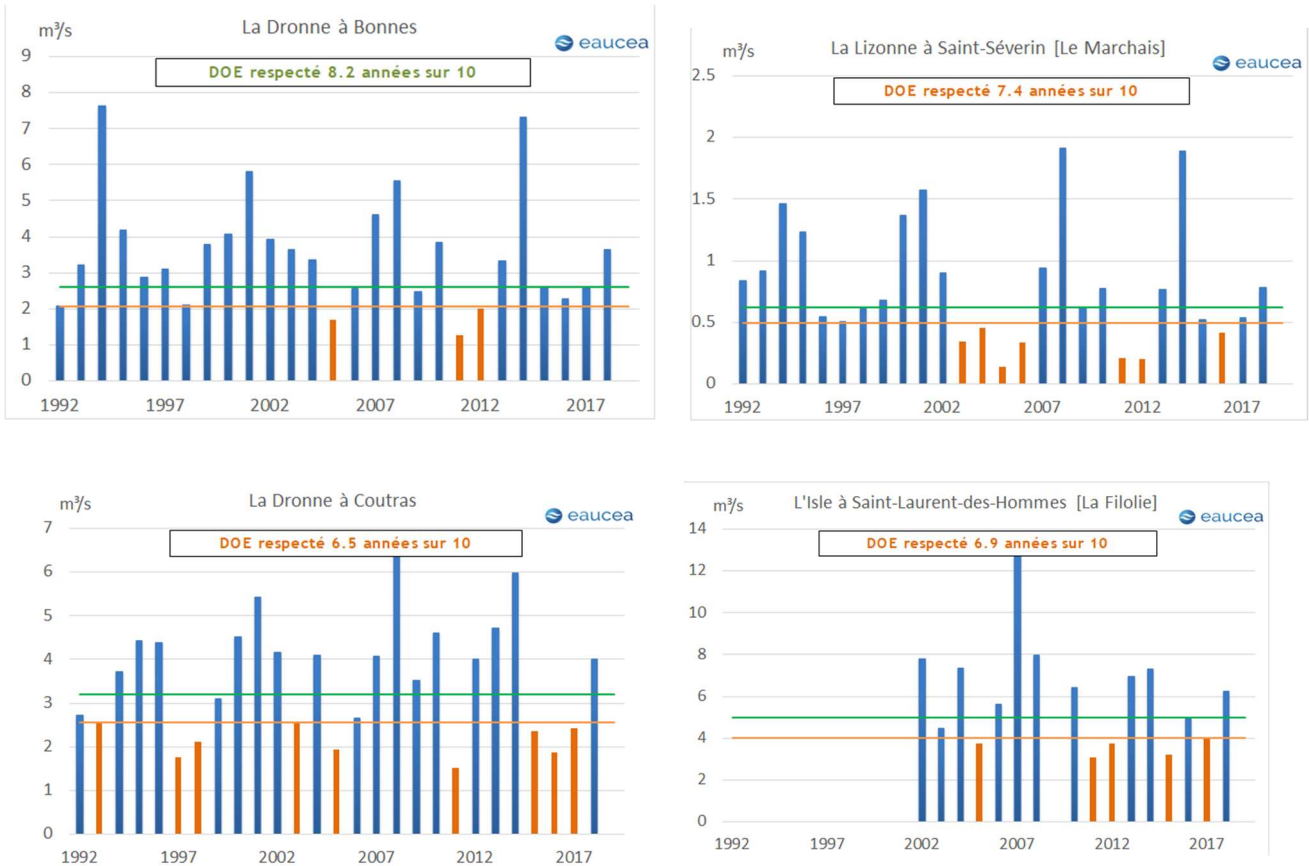 La Dronne à Bonnes
m³/s
eaucea
DOE respecté 8.2 années sur 10
9
8
7
6
5
4
3
2
1
0
1992 1997 2002 2007 2012 2017
La Lizonne à Saint-Séverin [Le Marchais]
m³/s
eaucea
DOE respecté 7.4 années sur 10
2.5
2
1.5
1
0.5
0
1992 1997 2002 2007 2012 2017
La Dronne à Coutras
m³/s
eaucea
DOE respecté 6.5 années sur 10
7
6
5
4
3
2
1
0
1992 1997 2002 2007 2012 2017
L'Isle à Saint-Laurent-des-Hommes [La Filolie]
m³/s
eaucea
DOE respecté 6.9 années sur 10
14
12
10
8
6
4
2
0
1992 1997 2002 2007 2012 2017